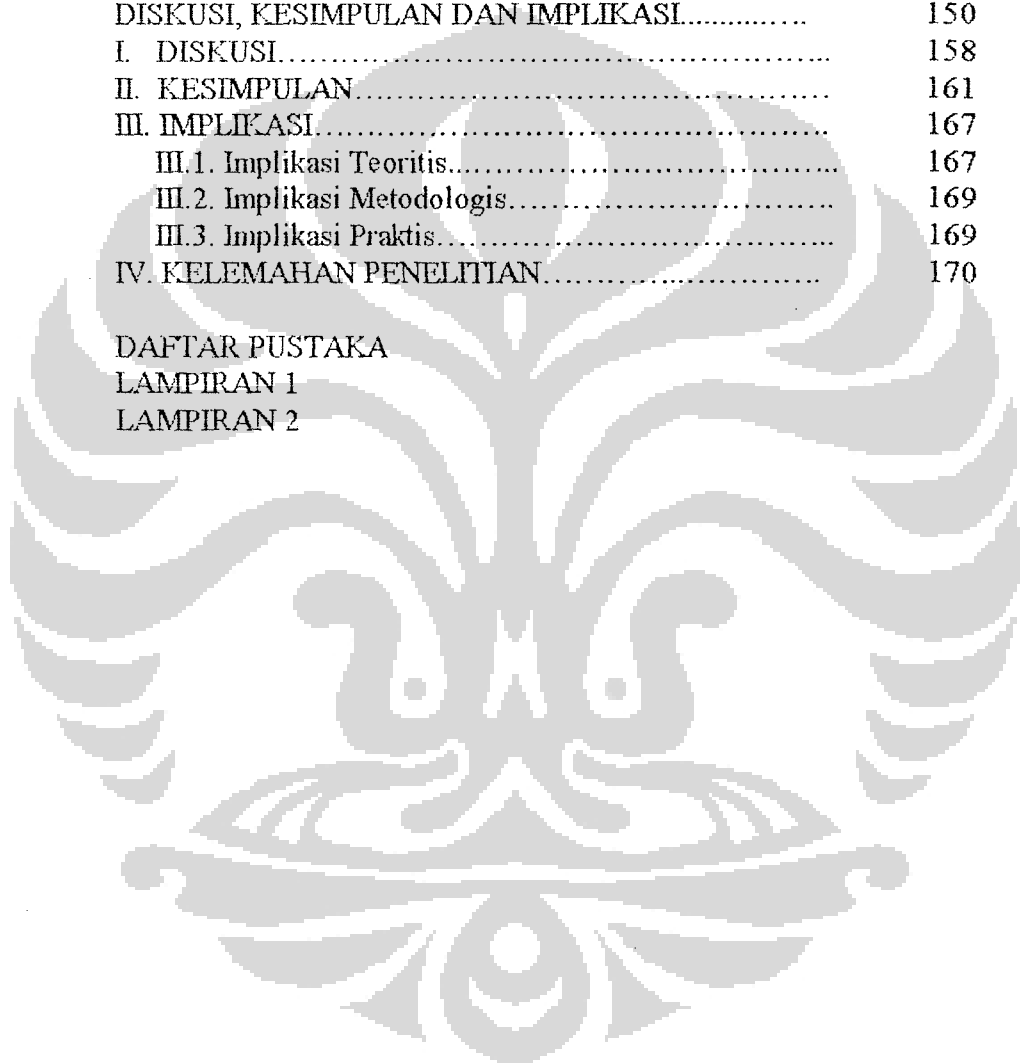 DISKUSI, KESIMPULAN DAN IMPLIKASI............. 150
I. DISKUSI……………………………………………... 158
II. KESIMPULAN………………………………………… 161
III. IMPLIKASI…………………………………………. 167
III.1. Implikasi Teoritis...……………………………... 167
III.2. Implikasi Metodologis………………………… 169
III.3. Implikasi Praktis……………………………... 169
IV. KELEMAHAN PENELITIAN…………...………… 170
DAFTAR PUSTAKA
LAMPIRAN 1
LAMPIRAN 2